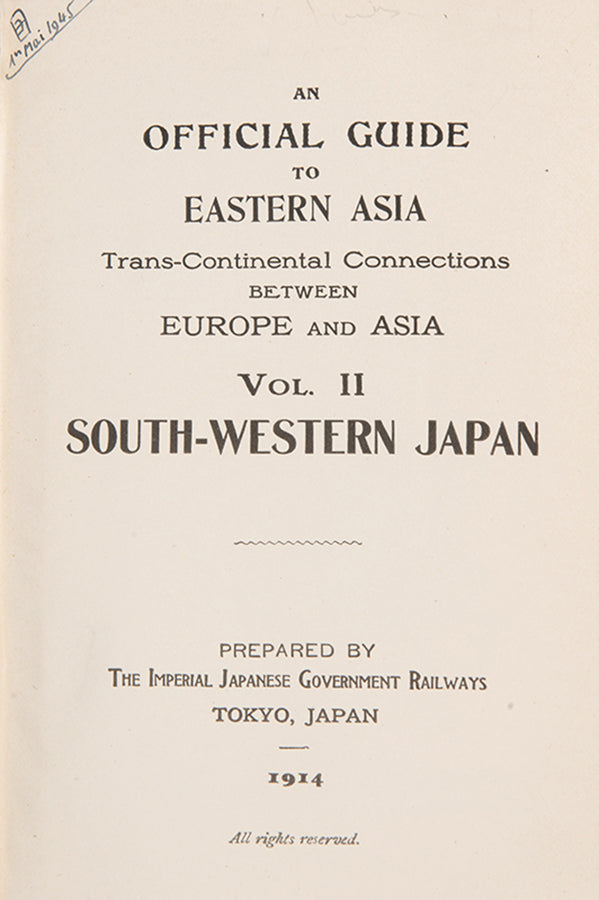 1er Mai 1945
AN
OFFICIAL GUIDE
TO
EASTERN ASIA
Trans-Continental Connections
BETWEEN
EUROPE AND ASIA
VOL. II
SOUTH-WESTERN JAPAN
PREPARED BY
THE IMPERIAL JAPANESE GOVERNMENT RAILWAYS
TOKYO, JAPAN
1914
All rights reserved.